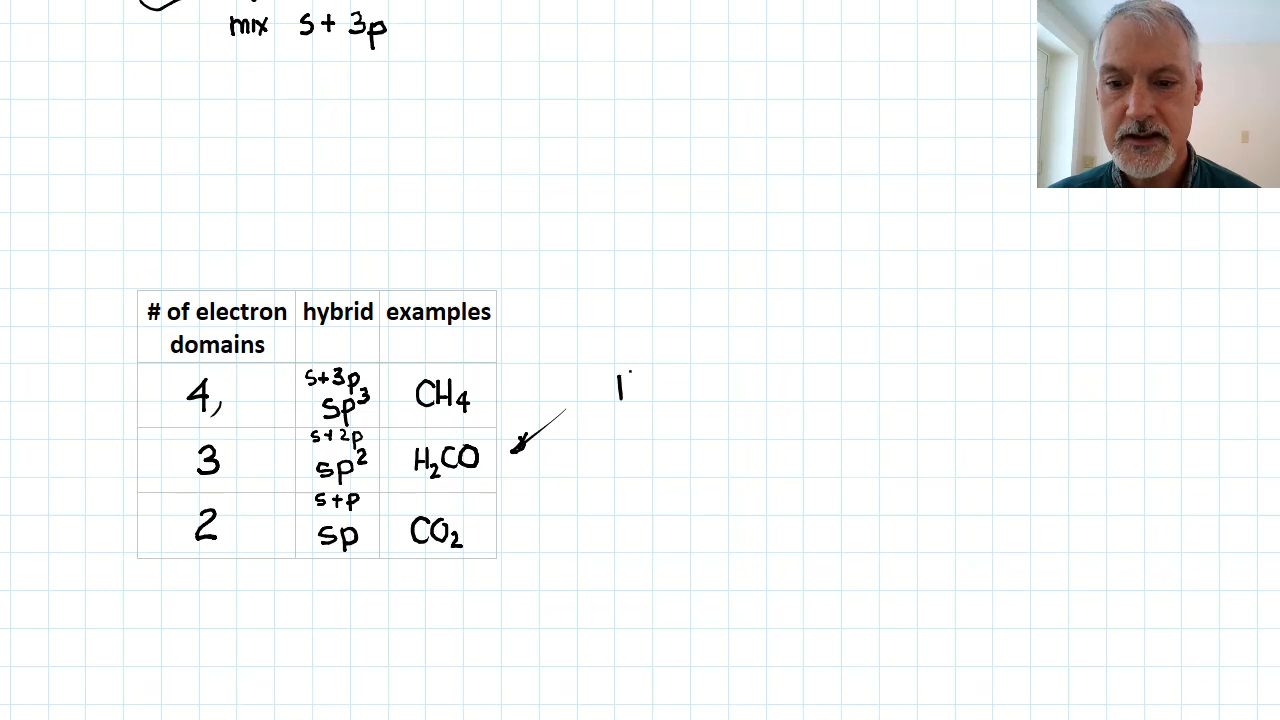 mix s + 3p
# of electron domains hybrid examples
4, s+3p sp³ CH₄
3 s+2p sp² H₂CO
2 s+p sp CO₂